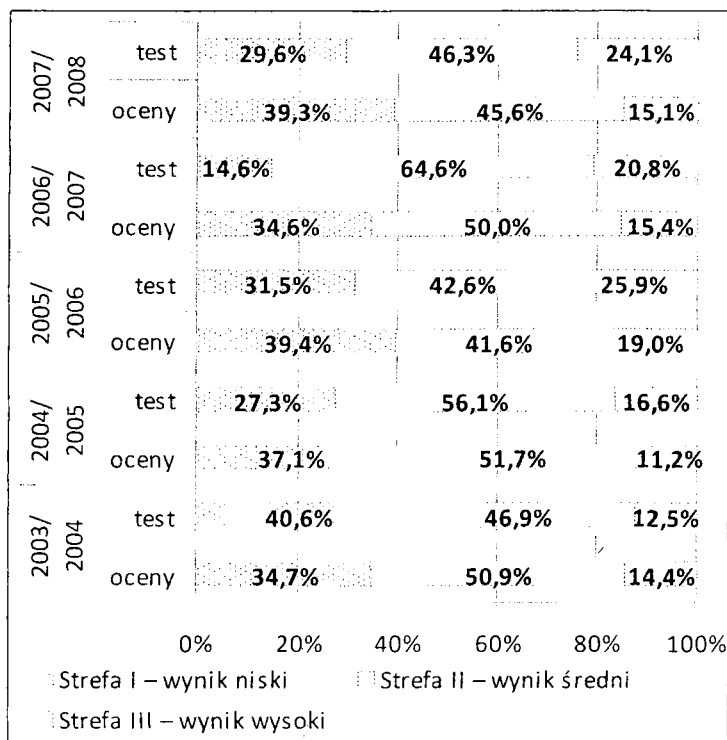 2007/
2008
test 29,6% 46,3% 24,1%
oceny 39,3% 45,6% 15,1%
2006/
2007
test 14,6% 64,6% 20,8%
oceny 34,6% 50,0% 15,4%
2005/
2006
test 31,5% 42,6% 25,9%
oceny 39,4% 41,6% 19,0%
2004/
2005
test 27,3% 56,1% 16,6%
oceny 37,1% 51,7% 11,2%
2003/
2004
test 40,6% 46,9% 12,5%
oceny 34,7% 50,9% 14,4%
0% 20% 40% 60% 80% 100%
Strefa I – wynik niski Strefa II – wynik średni
Strefa III – wynik wysoki